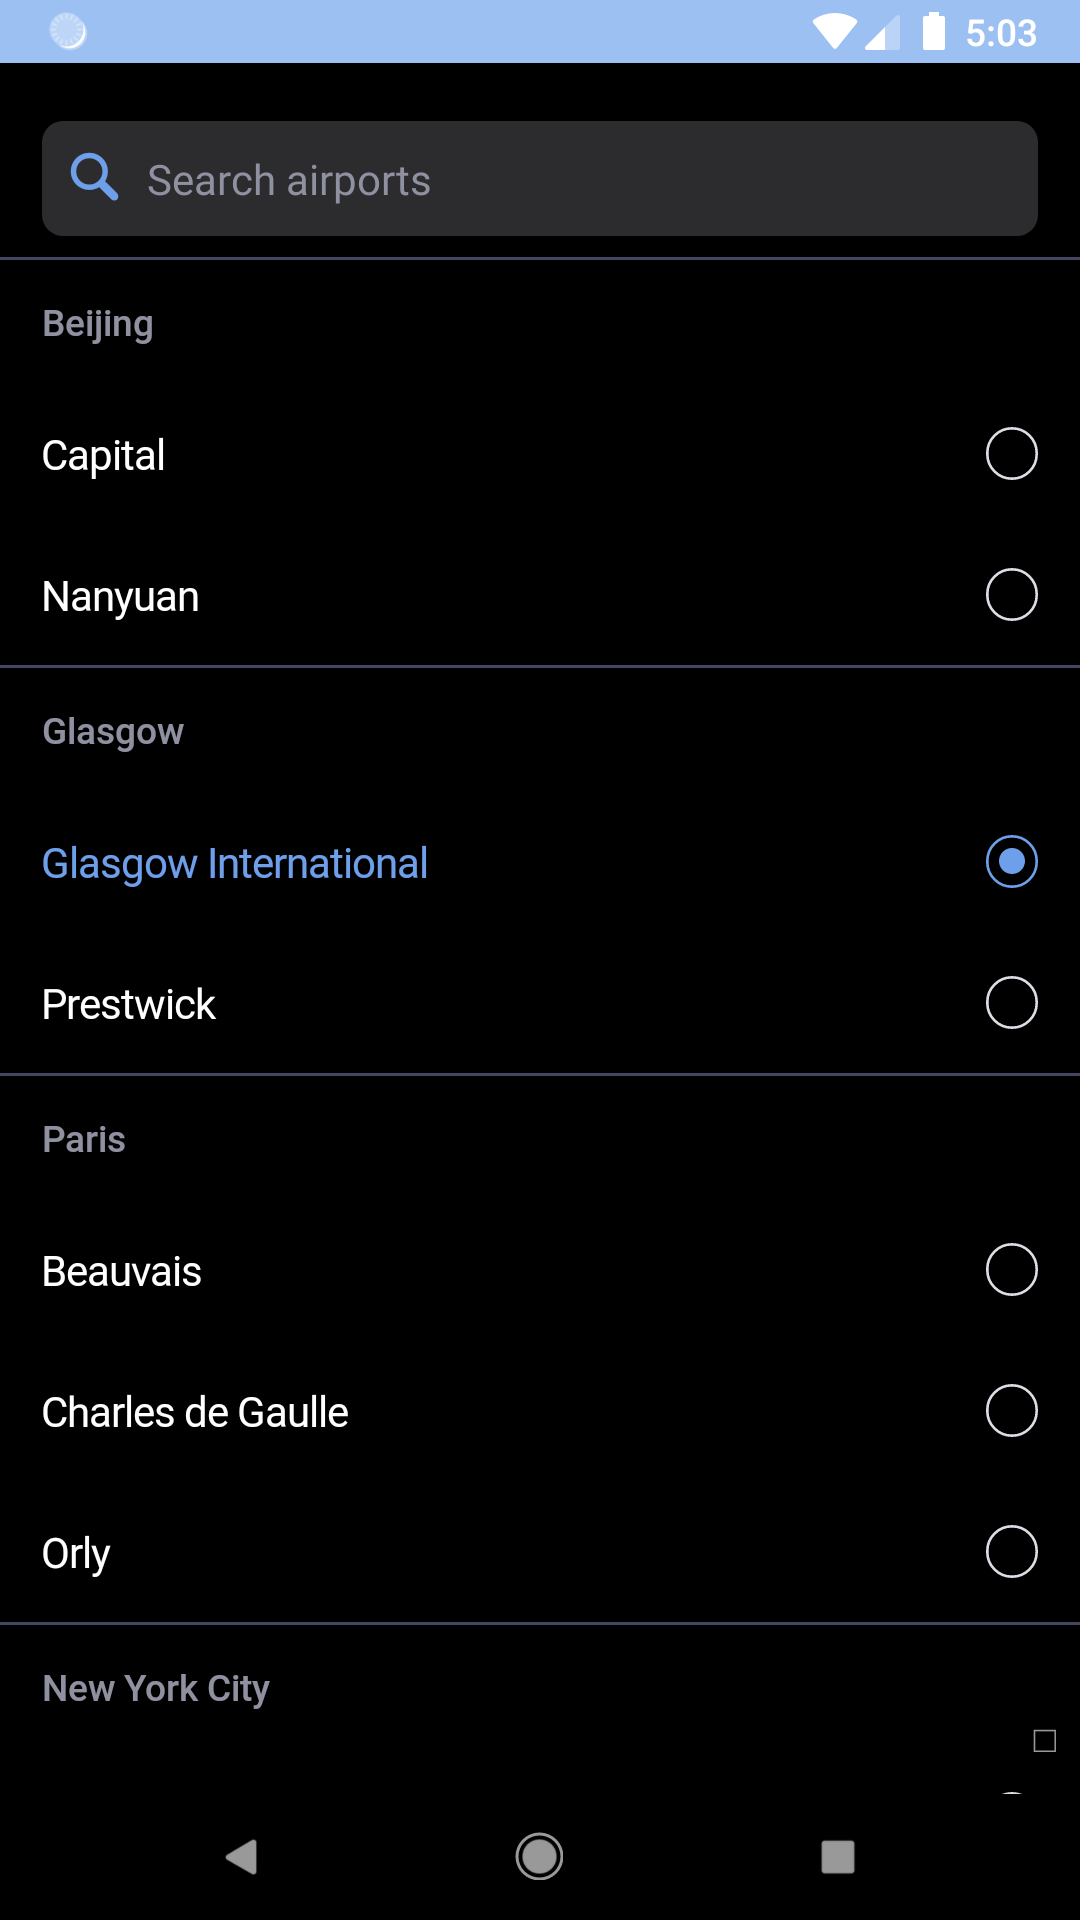 5:03
Search airports
Beijing
Capital
Nanyuan
Glasgow
Glasgow International
Prestwick
Paris
Beauvais
Charles de Gaulle
Orly
New York City